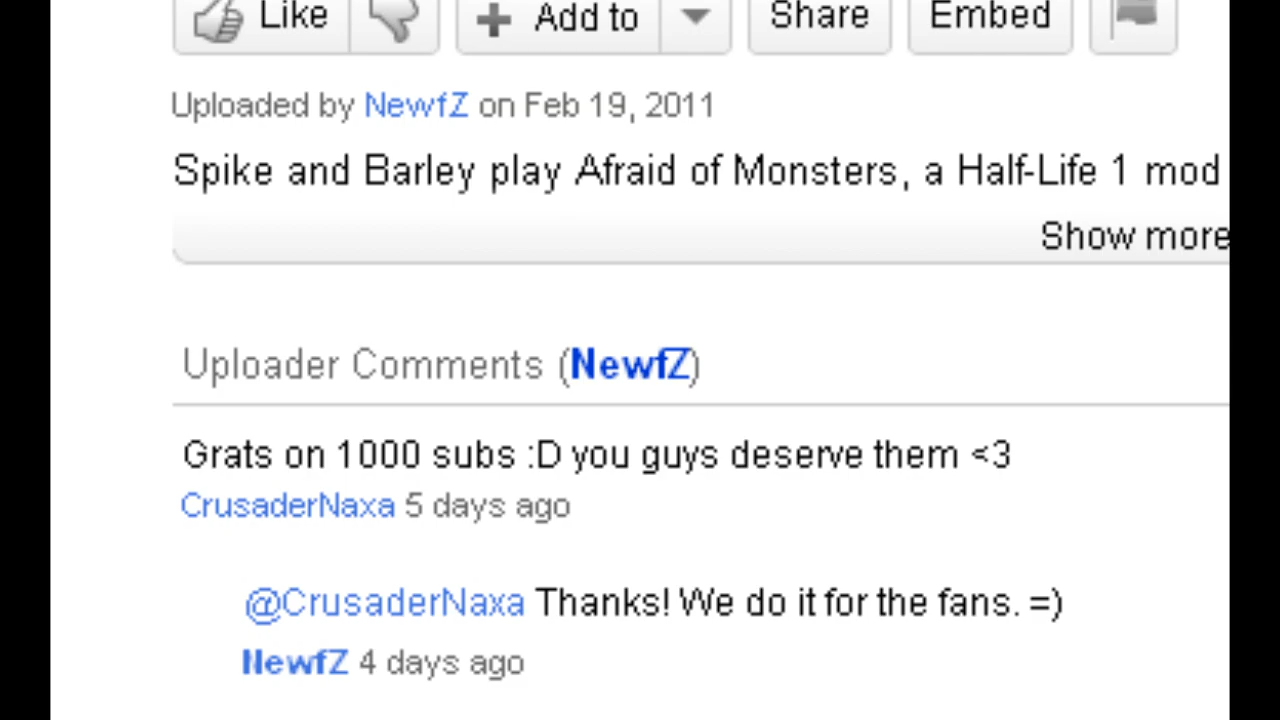 Like Add to Share Embed
Uploaded by NewfZ on Feb 19, 2011
Spike and Barley play Afraid of Monsters, a Half-Life 1 mod
Show more
Uploader Comments (NewfZ)
Grats on 1000 subs :D you guys deserve them <3
CrusaderNaxa 5 days ago
@CrusaderNaxa Thanks! We do it for the fans. =)
NewfZ 4 days ago